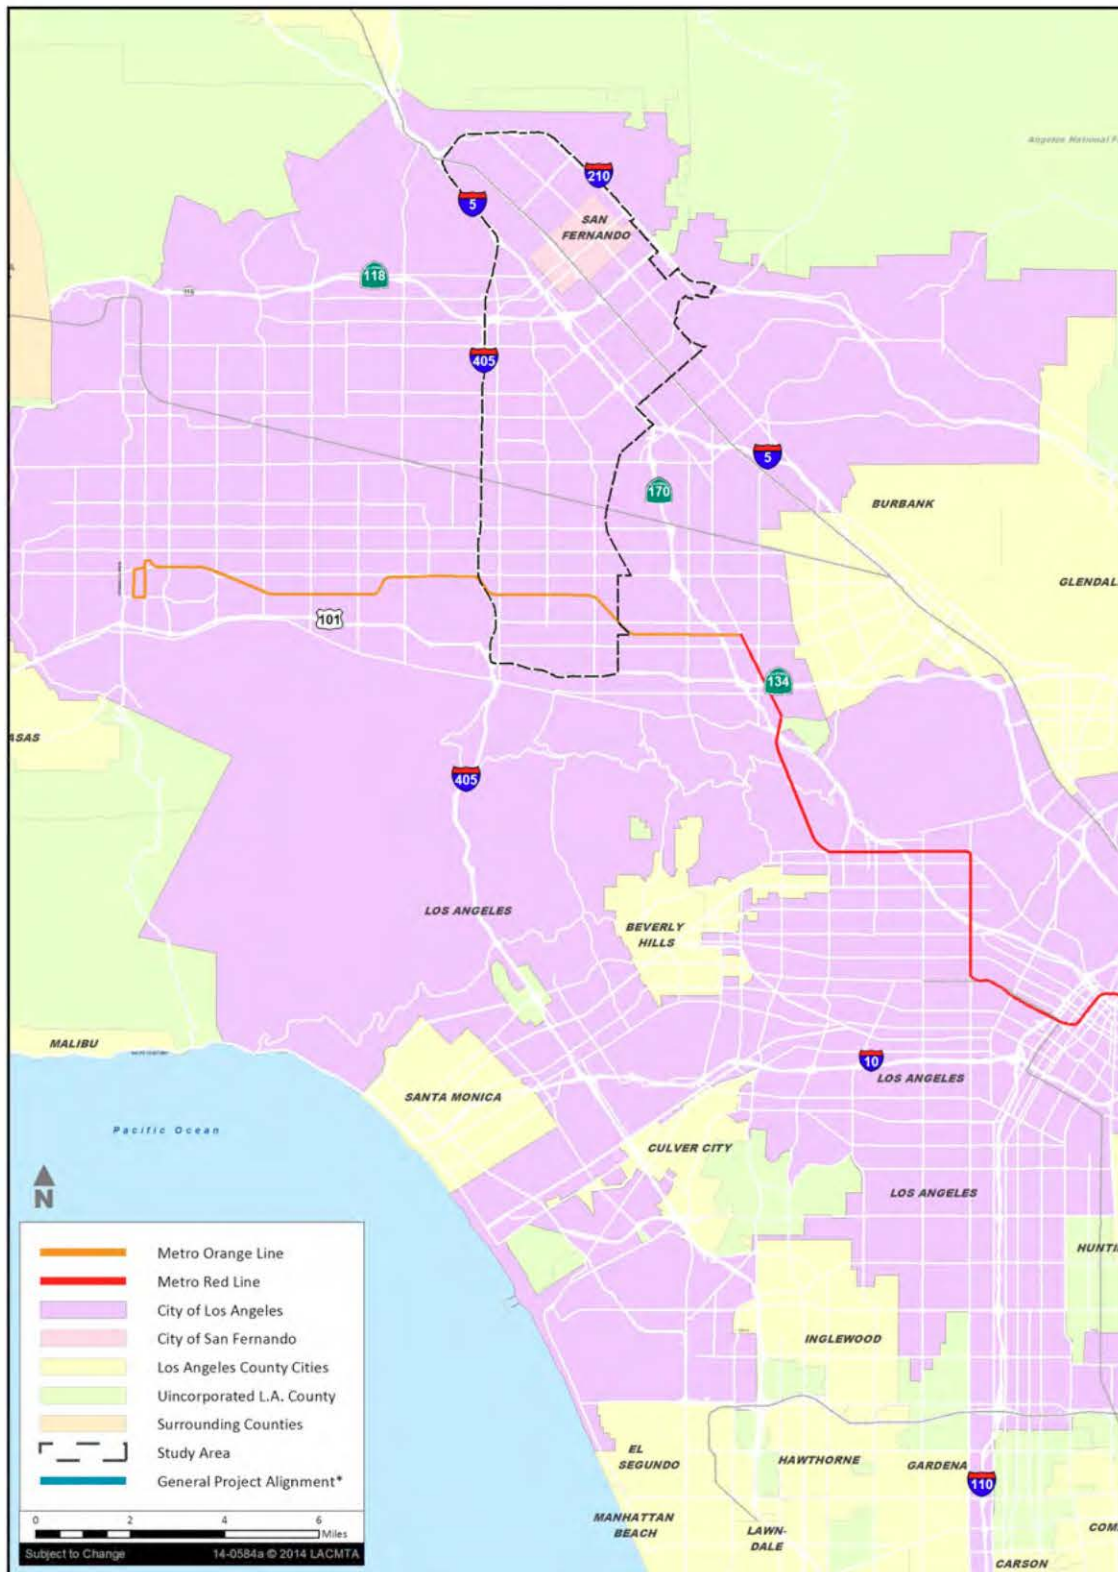 Angeles National F
210
5
SAN
FERNANDO
118
405
5
170
BURBANK
GLENDAL
101
134
ASAS
405
LOS ANGELES
BEVERLY
HILLS
MALIBU
10
LOS ANGELES
SANTA MONICA
Pacific Ocean
CULVER CITY
LOS ANGELES
N
HUNTI
Metro Orange Line
Metro Red Line
City of Los Angeles
City of San Fernando
Los Angeles County Cities
Uincorporated L.A. County
Surrounding Counties
Study Area
General Project Alignment*
INGLEWOOD
EL
SEGUNDO
HAWTHORNE
GARDENA
110
MANHATTAN
BEACH
LAWN-
DALE
COM
CARSON
0 2 4 6
Miles
Subject to Change 14-0584a © 2014 LACMTA